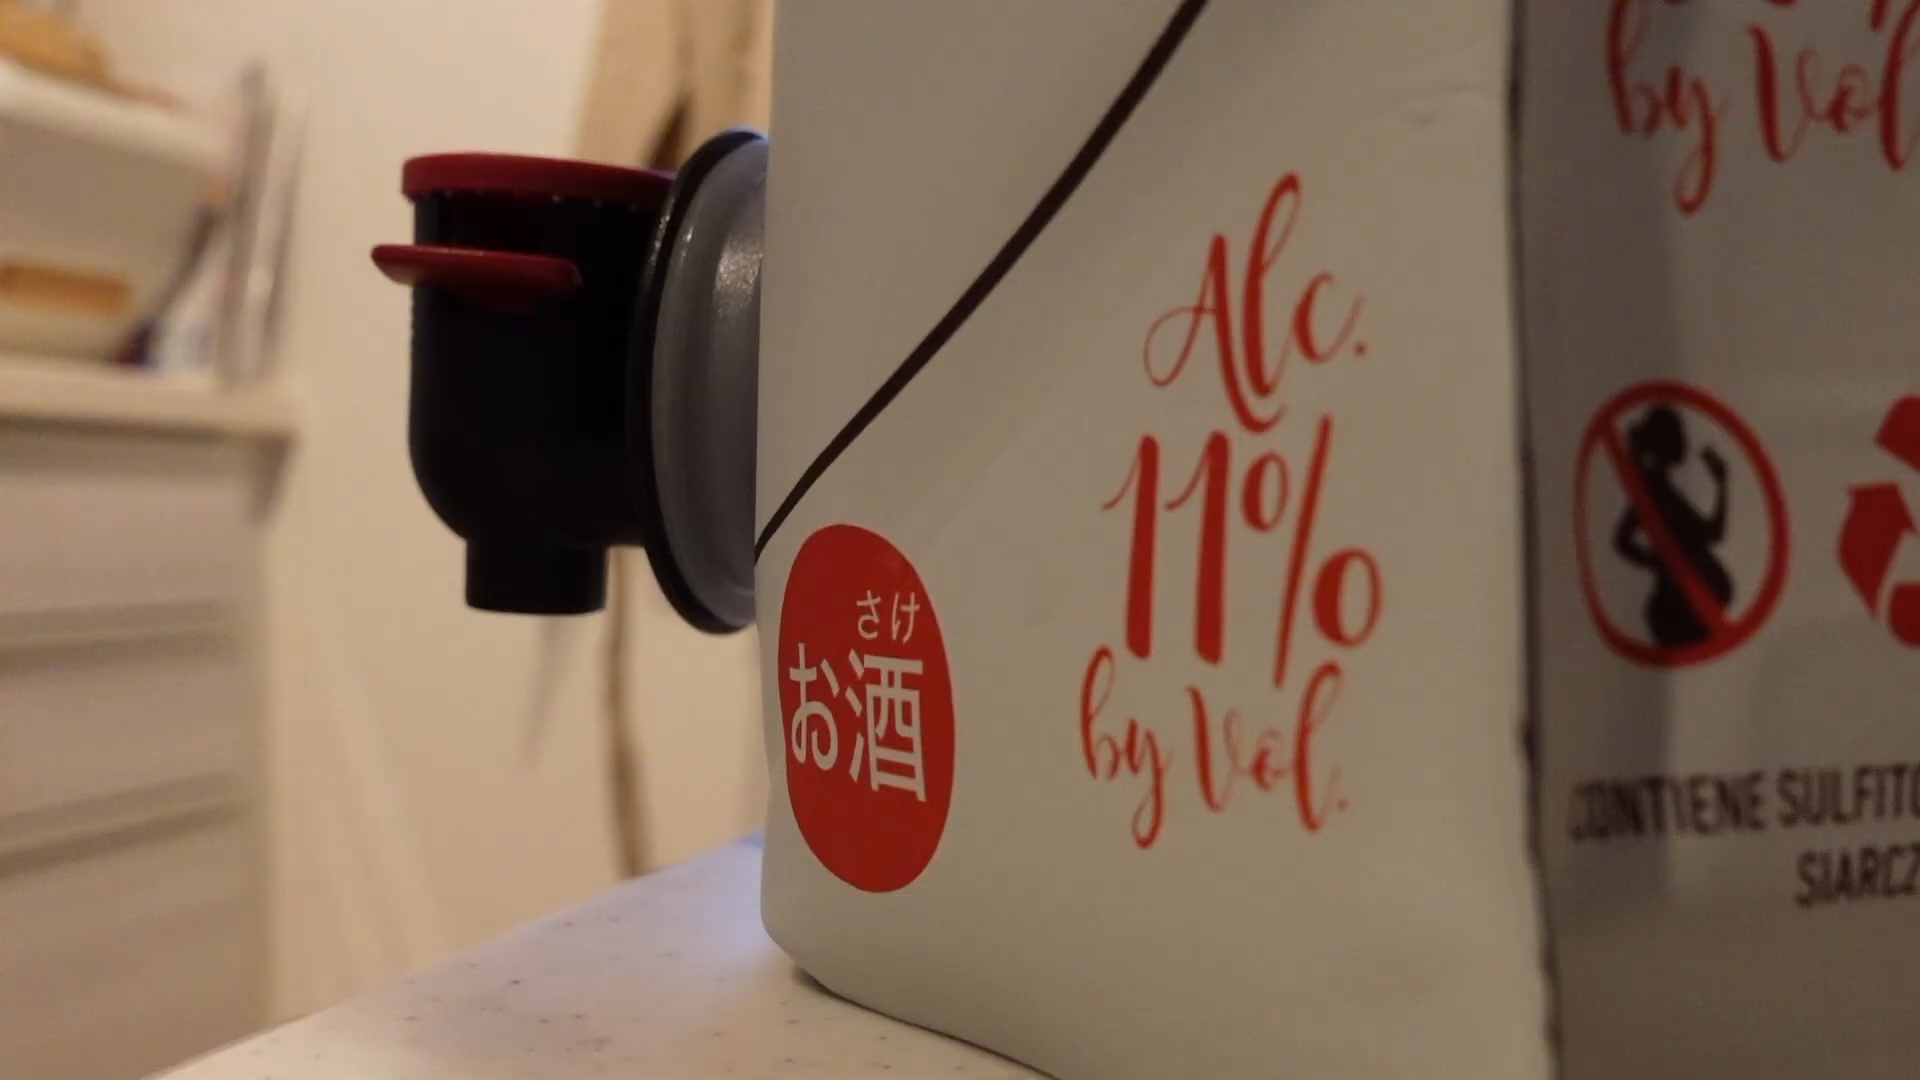 Alc.
11%
by Vol.
さけ
お酒
by Vol
CONTIENE SULFITO
SIARCZ